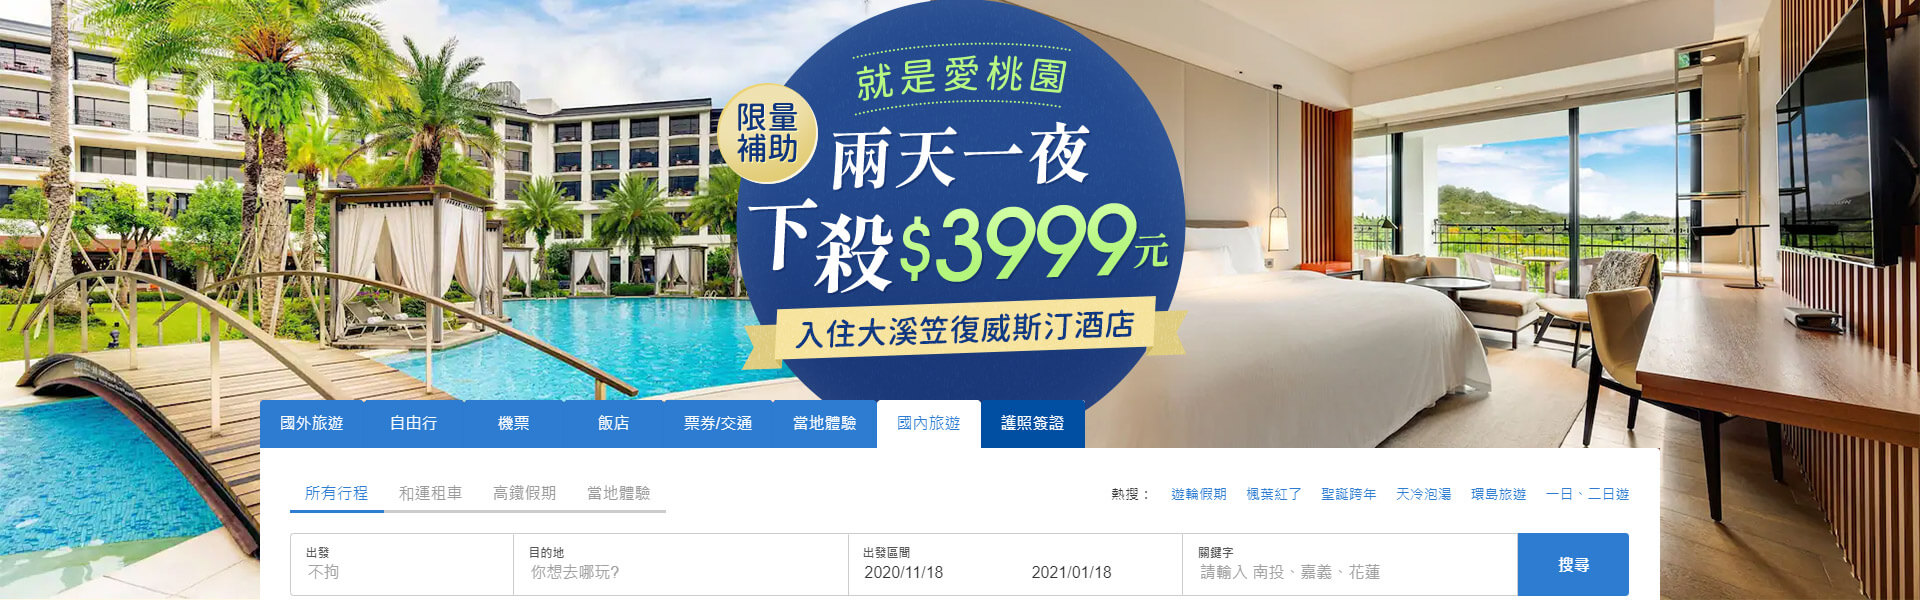 就是愛桃園
限量
補助
兩天一夜
下殺$3999元
入住大溪笠復威斯汀酒店
國外旅遊 自由行 機票 飯店 票券/交通 當地體驗 國內旅遊 護照簽證
所有行程 和運租車 高鐵假期 當地體驗 熱搜： 遊輪假期 楓葉紅了 聖誕跨年 天冷泡湯 環島旅遊 一日、二日遊
出發 目的地 出發區間 關鍵字
不拘 你想去哪玩? 2020/11/18 2021/01/18 請輸入 南投、嘉義、花蓮
搜尋